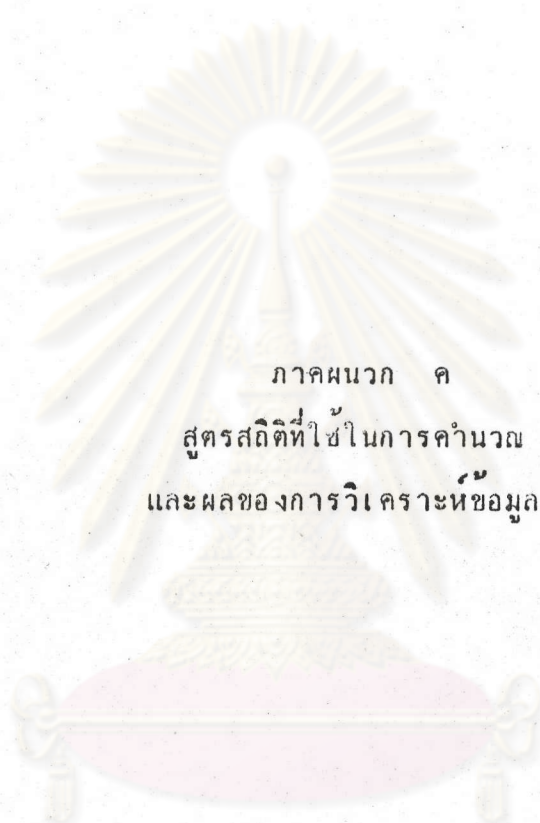 ภาคผนวก ค
สูตรสถิติที่ใช้ในการคำนวณ
และผลของการวิเคราะห์ข้อมูล